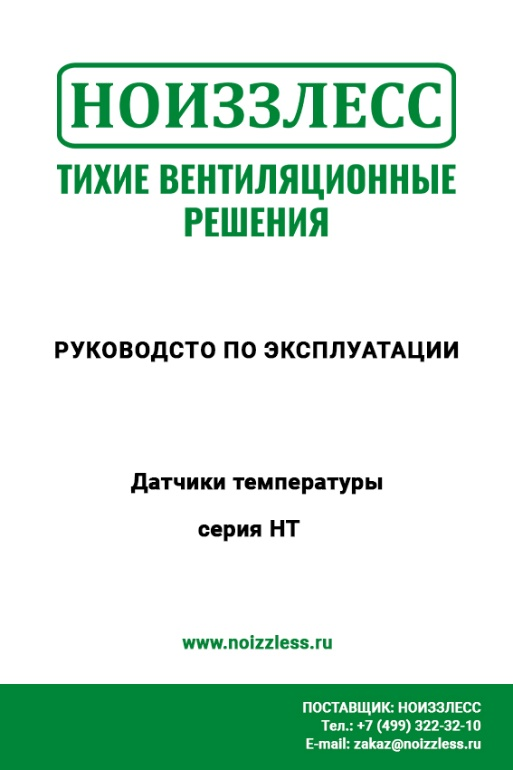 НОИЗЗЛЕСС
ТИХИЕ ВЕНТИЛЯЦИОННЫЕ
РЕШЕНИЯ
РУКОВОДСТО ПО ЭКСПЛУАТАЦИИ
Датчики температуры
серия НТ
www.noizzless.ru
ПОСТАВЩИК: НОИЗЗЛЕСС
Тел.: +7 (499) 322-32-10
E-mail: zakaz@noizzless.ru